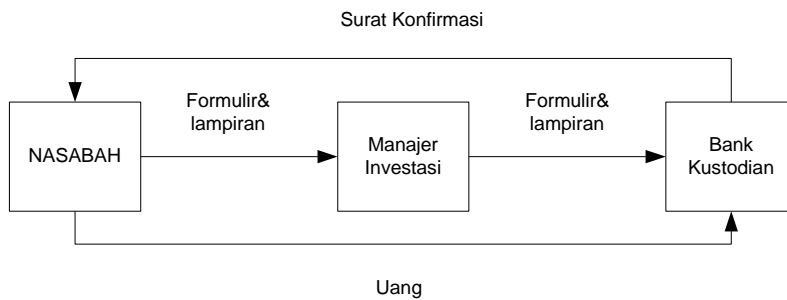 Surat Konfirmasi
Formulir&
lampiran
Formulir&
lampiran
NASABAH
Manajer
Investasi
Bank
Kustodian
Uang